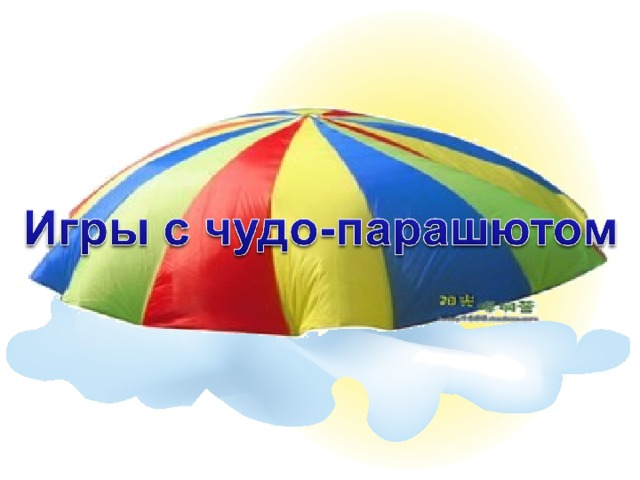 Игры с чудо-парашютом